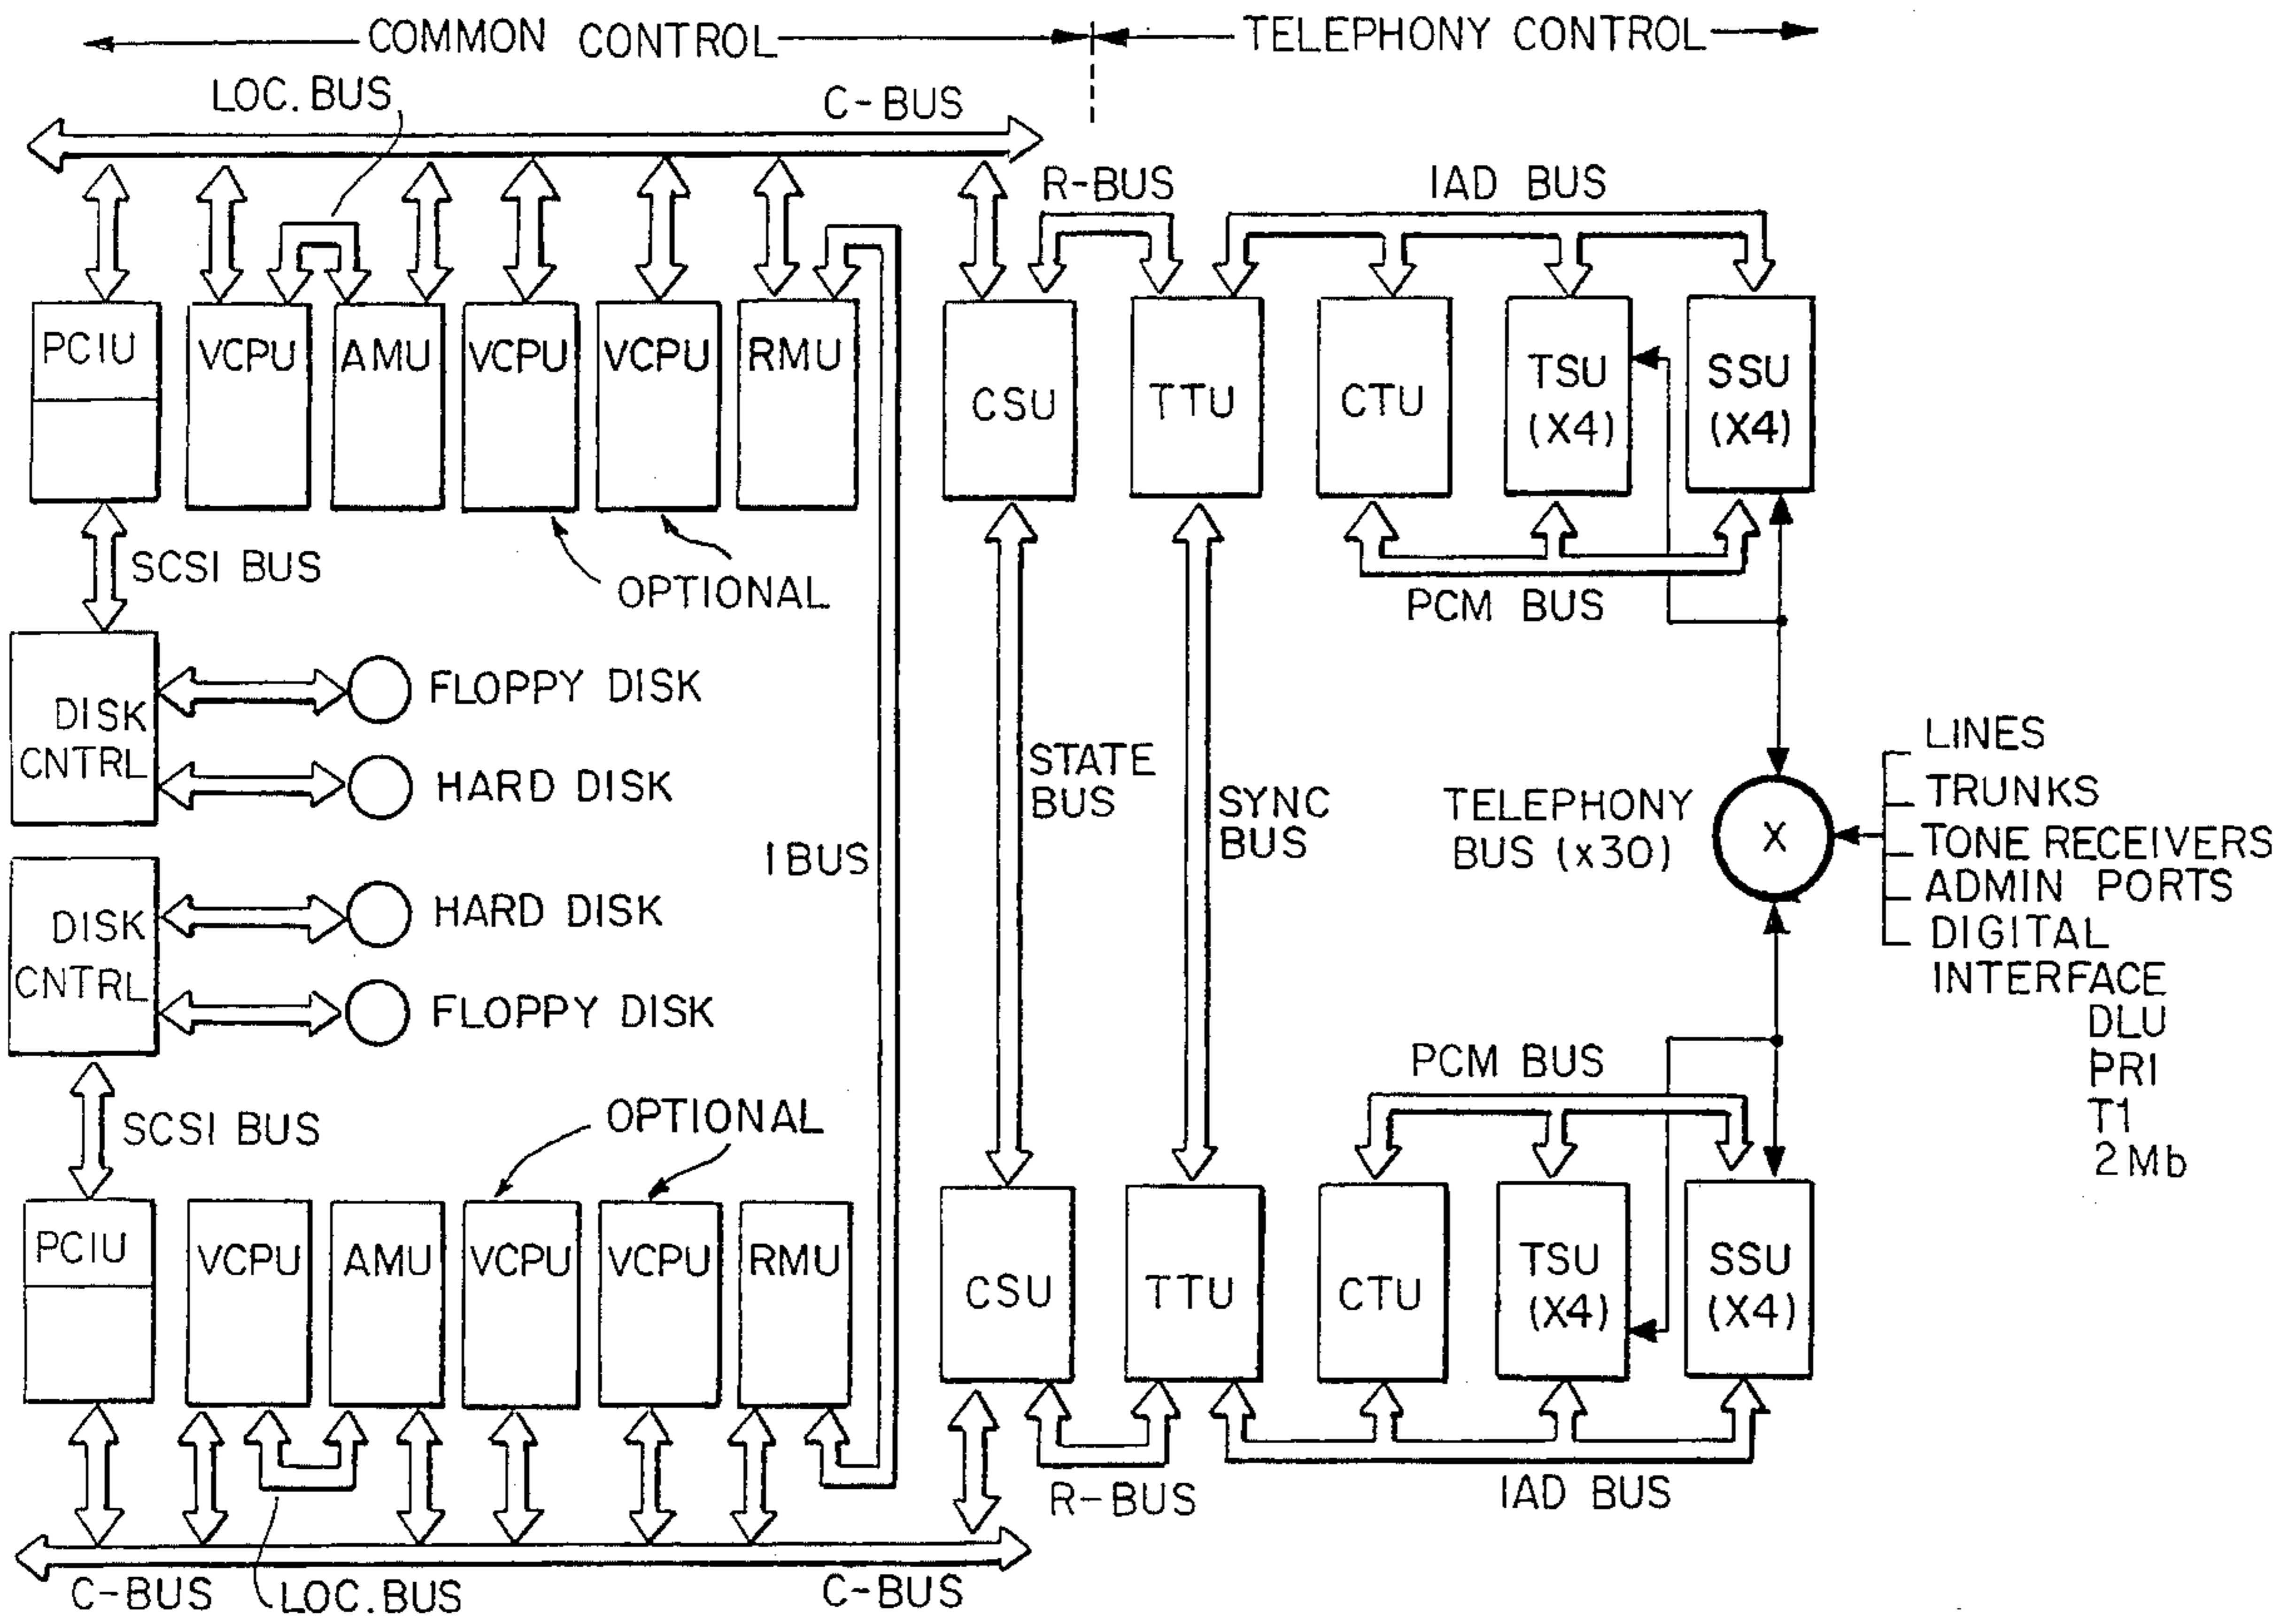 COMMON CONTROL
TELEPHONY CONTROL
LOC. BUS
C-BUS
R-BUS
IAD BUS
PCIU
VCPU
AMU
VCPU
VCPU
RMU
CSU
TTU
CTU
TSU
(X4)
SSU
(X4)
SCSI BUS
OPTIONAL
PCM BUS
DISK
CNTRL
FLOPPY DISK
HARD DISK
STATE
BUS
SYNC
BUS
TELEPHONY
BUS (x30)
X
LINES
TRUNKS
TONE RECEIVERS
ADMIN PORTS
DIGITAL
INTERFACE
DLU
PRI
T1
2Mb
I BUS
DISK
CNTRL
HARD DISK
FLOPPY DISK
SCSI BUS
OPTIONAL
PCM BUS
PCIU
VCPU
AMU
VCPU
VCPU
RMU
CSU
TTU
CTU
TSU
(X4)
SSU
(X4)
R-BUS
IAD BUS
C-BUS
LOC. BUS
C-BUS